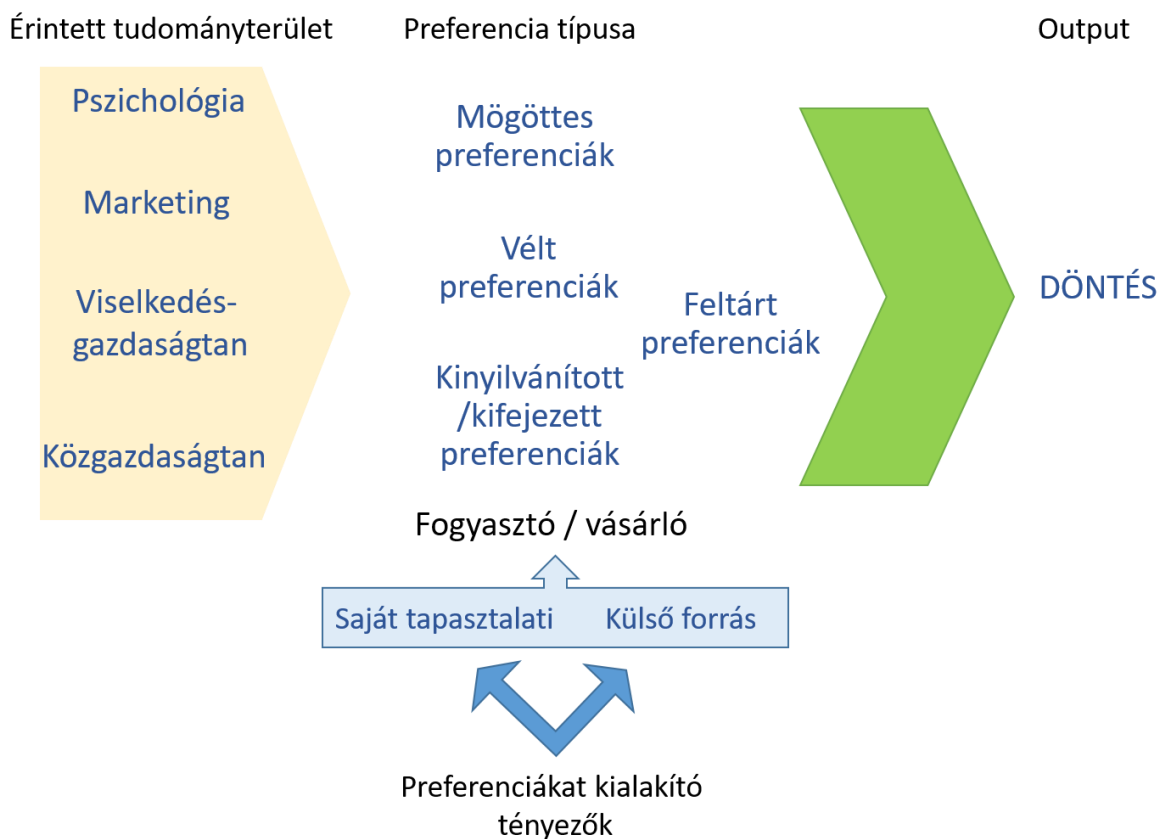 Érintett tudományterület
Preferencia típusa
Output
Pszichológia
Marketing
Viselkedés-
gazdaságtan
Közgazdaságtan
Mögöttes
preferenciák
Vélt
preferenciák
Kinyilvánított
/kifejezett
preferenciák
Feltárt
preferenciák
DÖNTÉS
Fogyasztó / vásárló
Saját tapasztalati
Külső forrás
Preferenciákat kialakító
tényezők